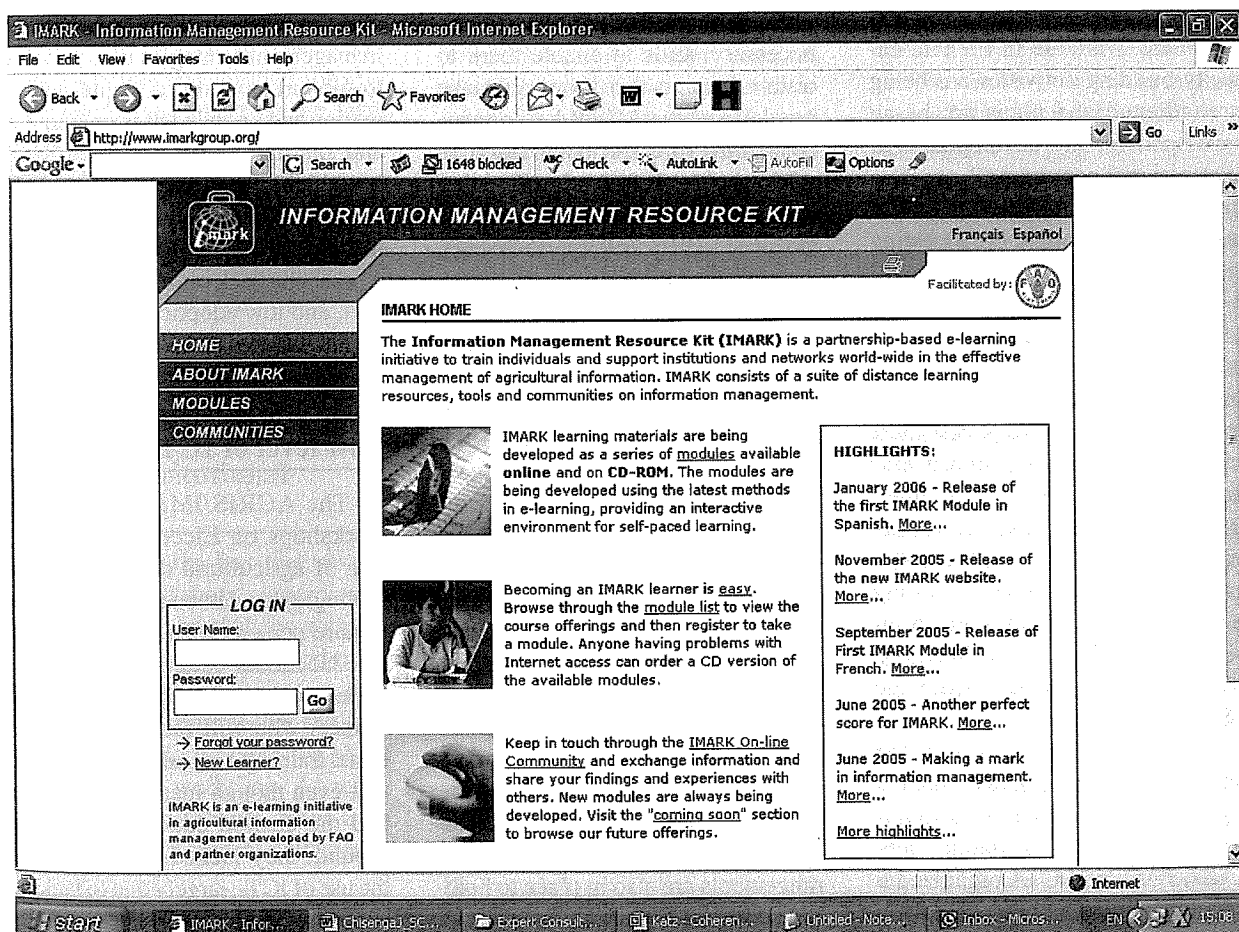 IMARK - Information Management Resource Kit - Microsoft Internet Explorer
File Edit View Favorites Tools Help
Back Search Favorites
Address http://www.imarkgroup.org/ Go Links »
Google Search 1648 blocked Check AutoLink AutoFill Options
imark
INFORMATION MANAGEMENT RESOURCE KIT
Français Español
Facilitated by: FAO
HOME
ABOUT IMARK
MODULES
COMMUNITIES
LOG IN
User Name:
Password:
Go
→ Forgot your password?
→ New Learner?
IMARK is an e-learning initiative
in agricultural information
management developed by FAO
and partner organizations.
IMARK HOME
The Information Management Resource Kit (IMARK) is a partnership-based e-learning
initiative to train individuals and support institutions and networks world-wide in the effective
management of agricultural information. IMARK consists of a suite of distance learning
resources, tools and communities on information management.
IMARK learning materials are being
developed as a series of modules available
online and on CD-ROM. The modules are
being developed using the latest methods
in e-learning, providing an interactive
environment for self-paced learning.
Becoming an IMARK learner is easy.
Browse through the module list to view the
course offerings and then register to take
a module. Anyone having problems with
Internet access can order a CD version of
the available modules.
Keep in touch through the IMARK On-line
Community and exchange information and
share your findings and experiences with
others. New modules are always being
developed. Visit the "coming soon" section
to browse our future offerings.
HIGHLIGHTS:
January 2006 - Release of
the first IMARK Module in
Spanish. More...
November 2005 - Release of
the new IMARK website.
More...
September 2005 - Release of
First IMARK Module in
French. More...
June 2005 - Another perfect
score for IMARK. More...
June 2005 - Making a mark
in information management.
More...
More highlights...
Internet
start IMARK - Infor... ChisengaJ_SC... Expert Consult... Katz - Coheren... Untitled - Note... Inbox - Micros... EN 15:08